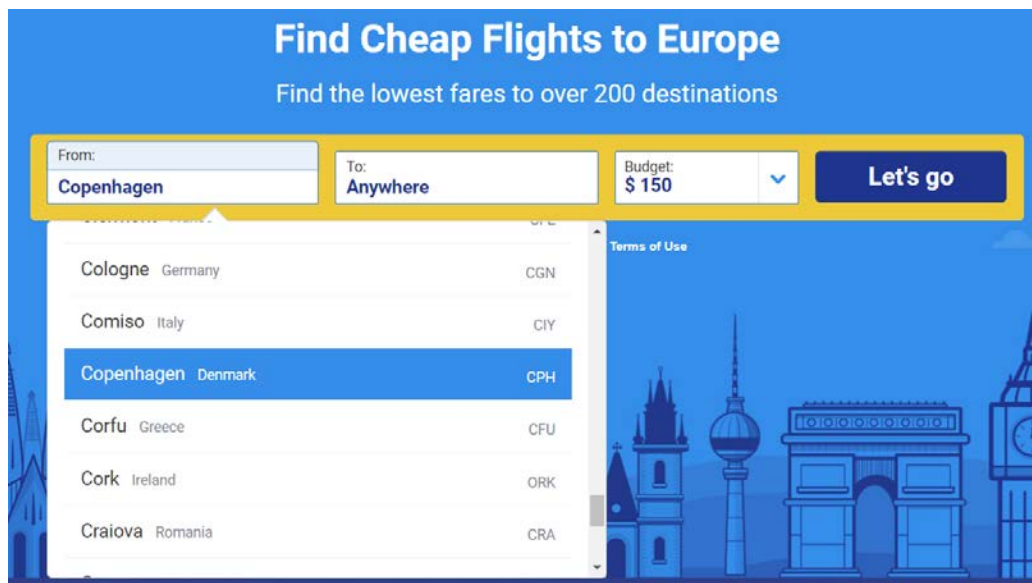 Find Cheap Flights to Europe
Find the lowest fares to over 200 destinations
From:
Copenhagen
To:
Anywhere
Budget:
$ 150
Let's go
Terms of Use
Cologne Germany CGN
Comiso Italy CIY
Copenhagen Denmark CPH
Corfu Greece CFU
Cork Ireland ORK
Craiova Romania CRA